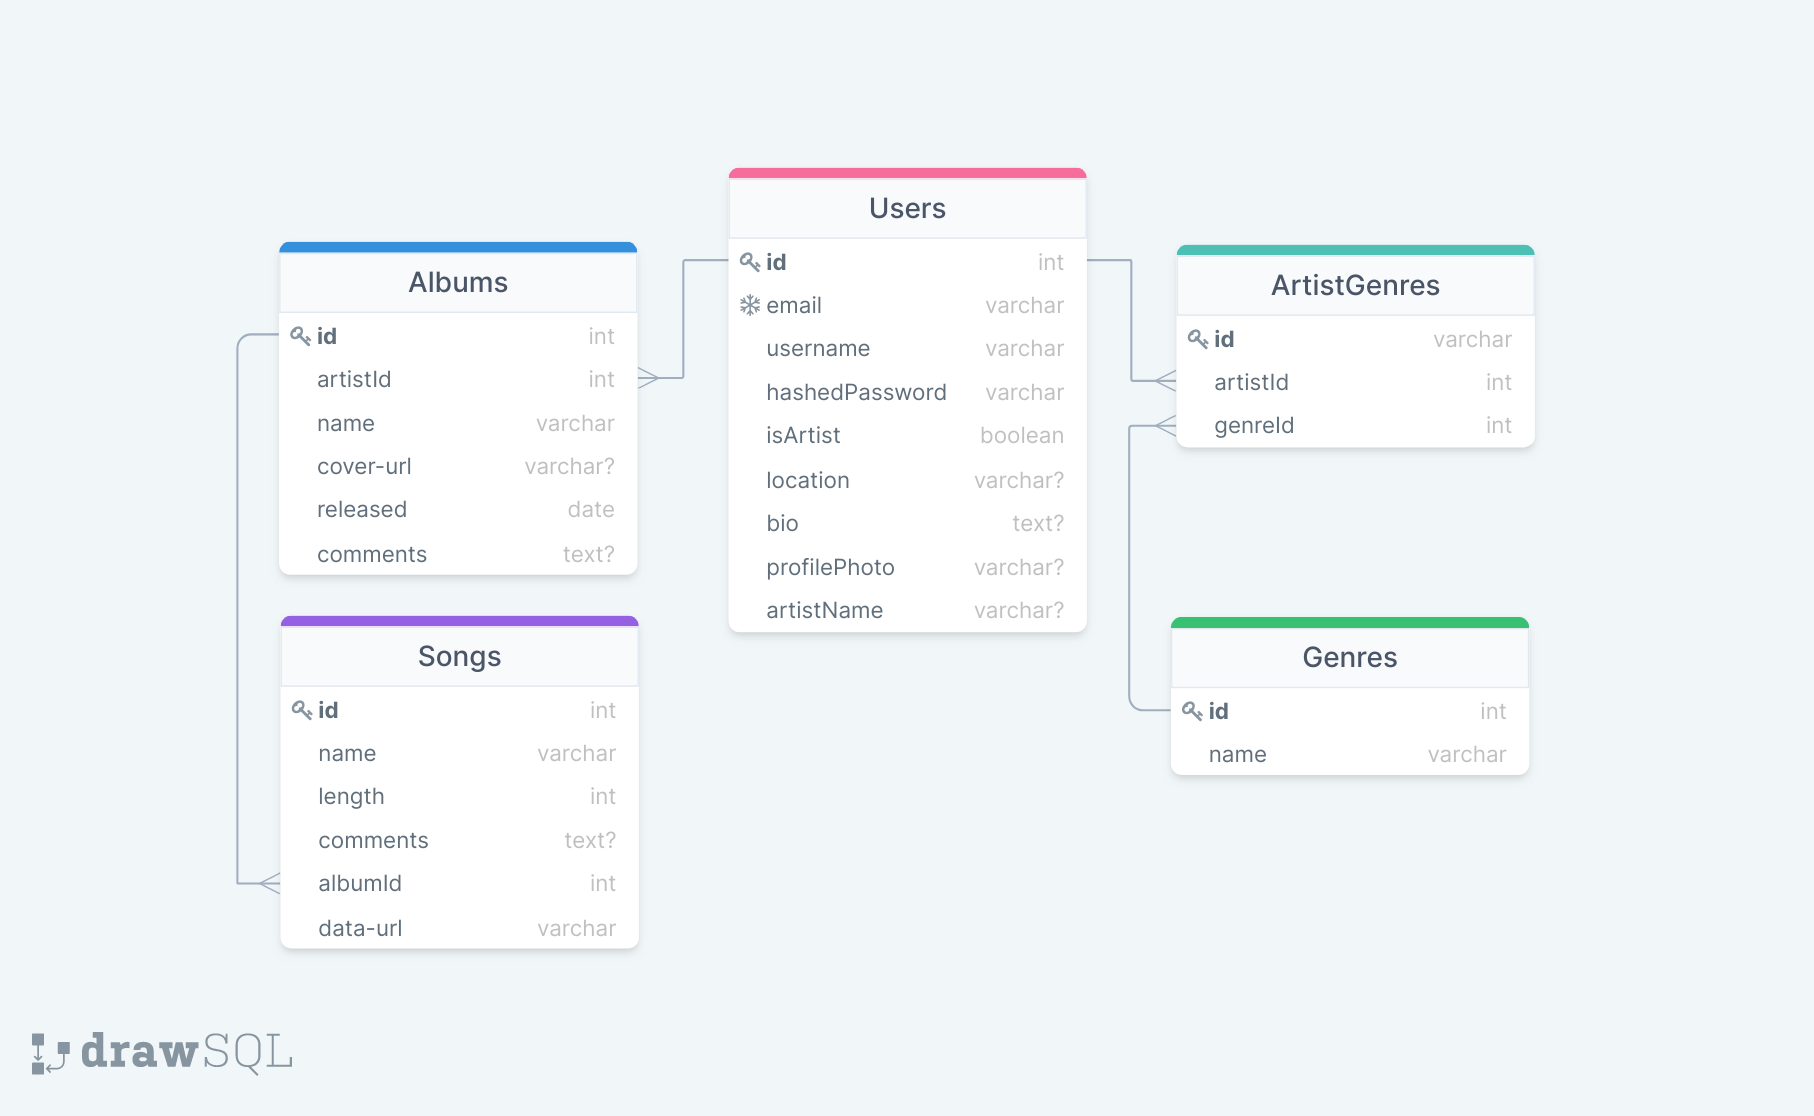 Users
id int
email varchar
username varchar
hashedPassword varchar
isArtist boolean
location varchar?
bio text?
profilePhoto varchar?
artistName varchar?
Albums
id int
artistId int
name varchar
cover-url varchar?
released date
comments text?
ArtistGenres
id varchar
artistId int
genreId int
Songs
id int
name varchar
length int
comments text?
albumId int
data-url varchar
Genres
id int
name varchar
drawSQL